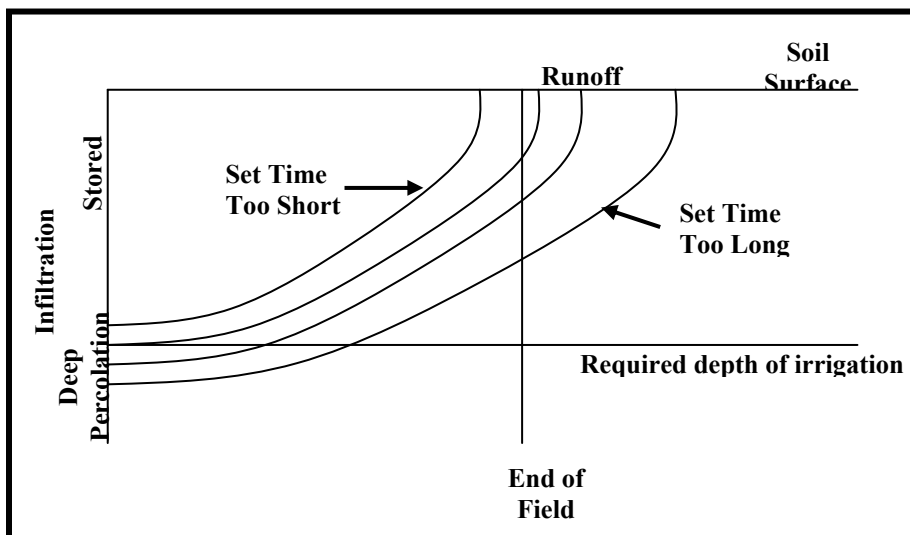 Soil
Surface
Runoff
Stored
Infiltration
Set Time
Too Short
Set Time
Too Long
Deep
Percolation
Required depth of irrigation
End of
Field